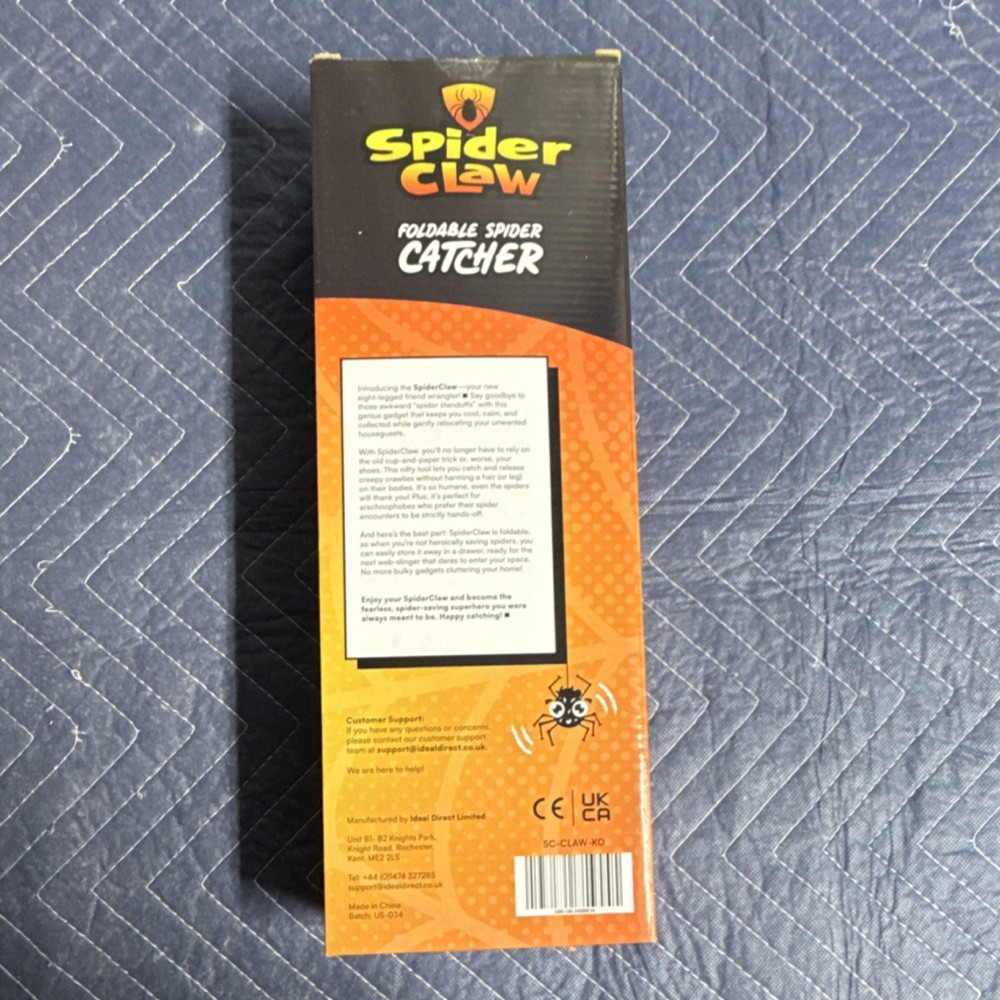 Spider
Claw
FOLDABLE SPIDER
CATCHER
Introducing the SpiderClaw—your new
eight-legged friend wrangler! Say goodbye to
those awkward "spider standoffs" with this
genius gadget that keeps you cool, calm, and
collected while gently relocating your unwanted
houseguests.
With SpiderClaw, you'll no longer have to rely on
the old cup-and-paper trick or, worse, your
shoes. This nifty tool lets you catch and release
creepy crawlies without harming a hair (or leg)
on their bodies. It's so humane, even the spiders
will thank you! Plus, it's perfect for
arachnophobes who prefer their spider
encounters to be strictly hands-off.
And here's the best part: SpiderClaw is foldable,
so when you're not heroically saving spiders, you
can easily store it away in a drawer, ready for the
next web-slinger that dares to enter your space.
No more bulky gadgets cluttering your home!
Enjoy your SpiderClaw and become the
fearless, spider-saving superhero you were
always meant to be. Happy catching!
Customer Support:
If you have any questions or concerns,
please contact our customer support
team at support@idealdirect.co.uk.
We are here to help!
Manufactured by Ideal Direct Limited
Unit B1- B2 Knights Park,
Knight Road, Rochester,
Kent, ME2 2LS
Tel: +44 (0)1474 327285
support@idealdirect.co.uk
Made in China
Batch: US-034
CE
UK
CA
SC-CLAW-KO